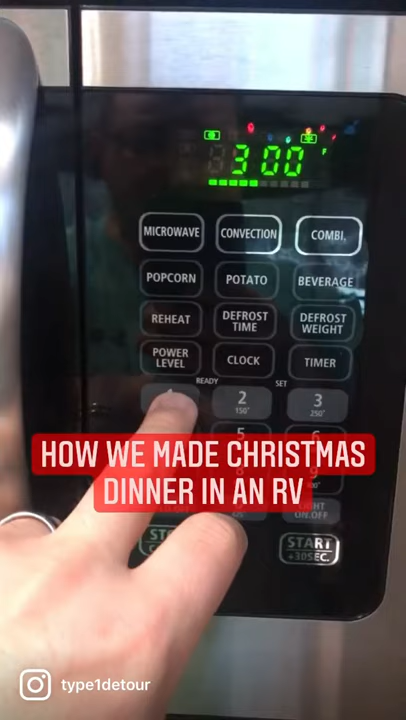 300 F
MICROWAVE CONVECTION COMBI.
POPCORN POTATO BEVERAGE
REHEAT DEFROST TIME DEFROST WEIGHT
POWER LEVEL CLOCK TIMER
READY SET
2 3
150° 250°
5
HOW WE MADE CHRISTMAS
DINNER IN AN RV
ON.OFF
START
+30SEC.
type1detour